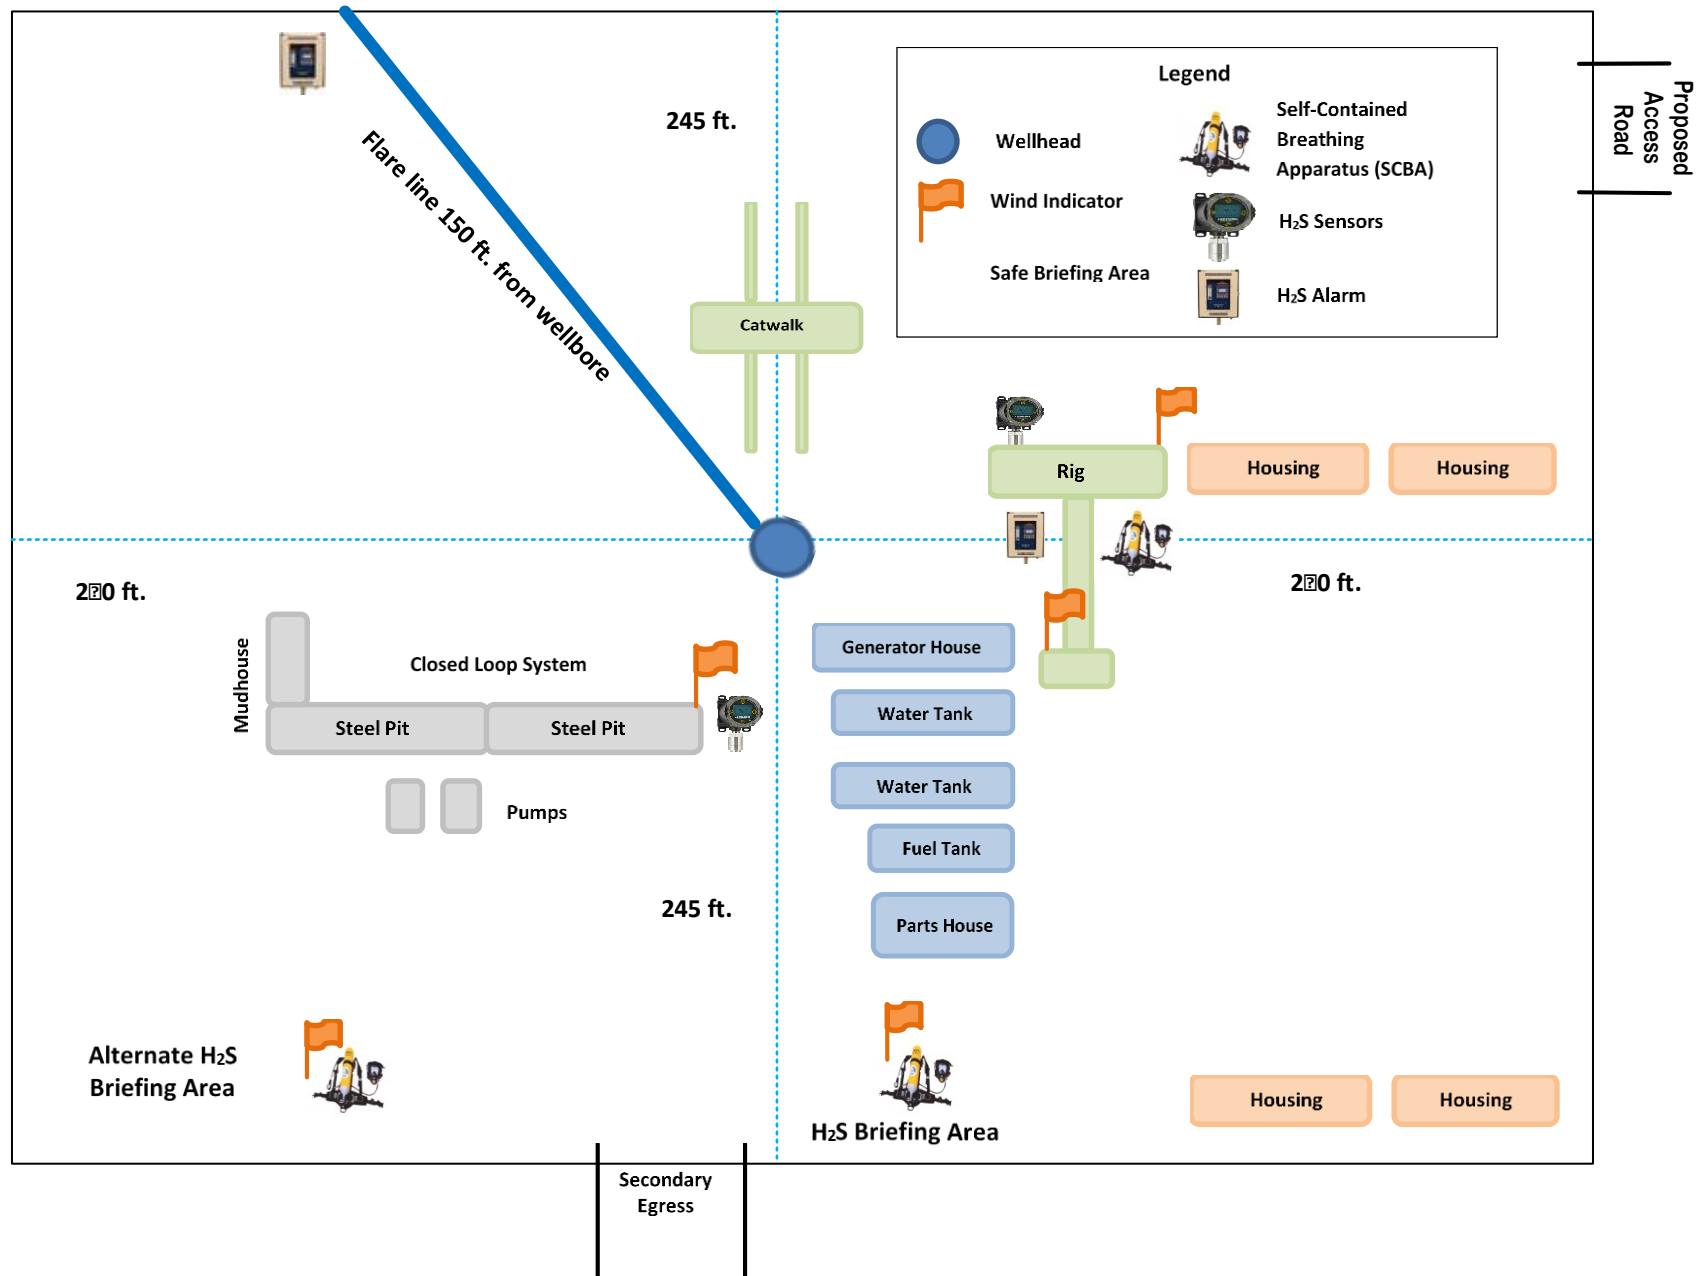 Legend
Wellhead
Wind Indicator
Safe Briefing Area
Self-Contained
Breathing
Apparatus (SCBA)
H₂S Sensors
H₂S Alarm
Proposed
Access
Road
245 ft.
Flare line 150 ft. from wellbore
Catwalk
Rig
Housing
Housing
ft.
ft.
Mudhouse
Closed Loop System
Steel Pit
Steel Pit
Pumps
Generator House
Water Tank
Water Tank
Fuel Tank
Parts House
245 ft.
Alternate H₂S
Briefing Area
H₂S Briefing Area
Housing
Housing
Secondary
Egress